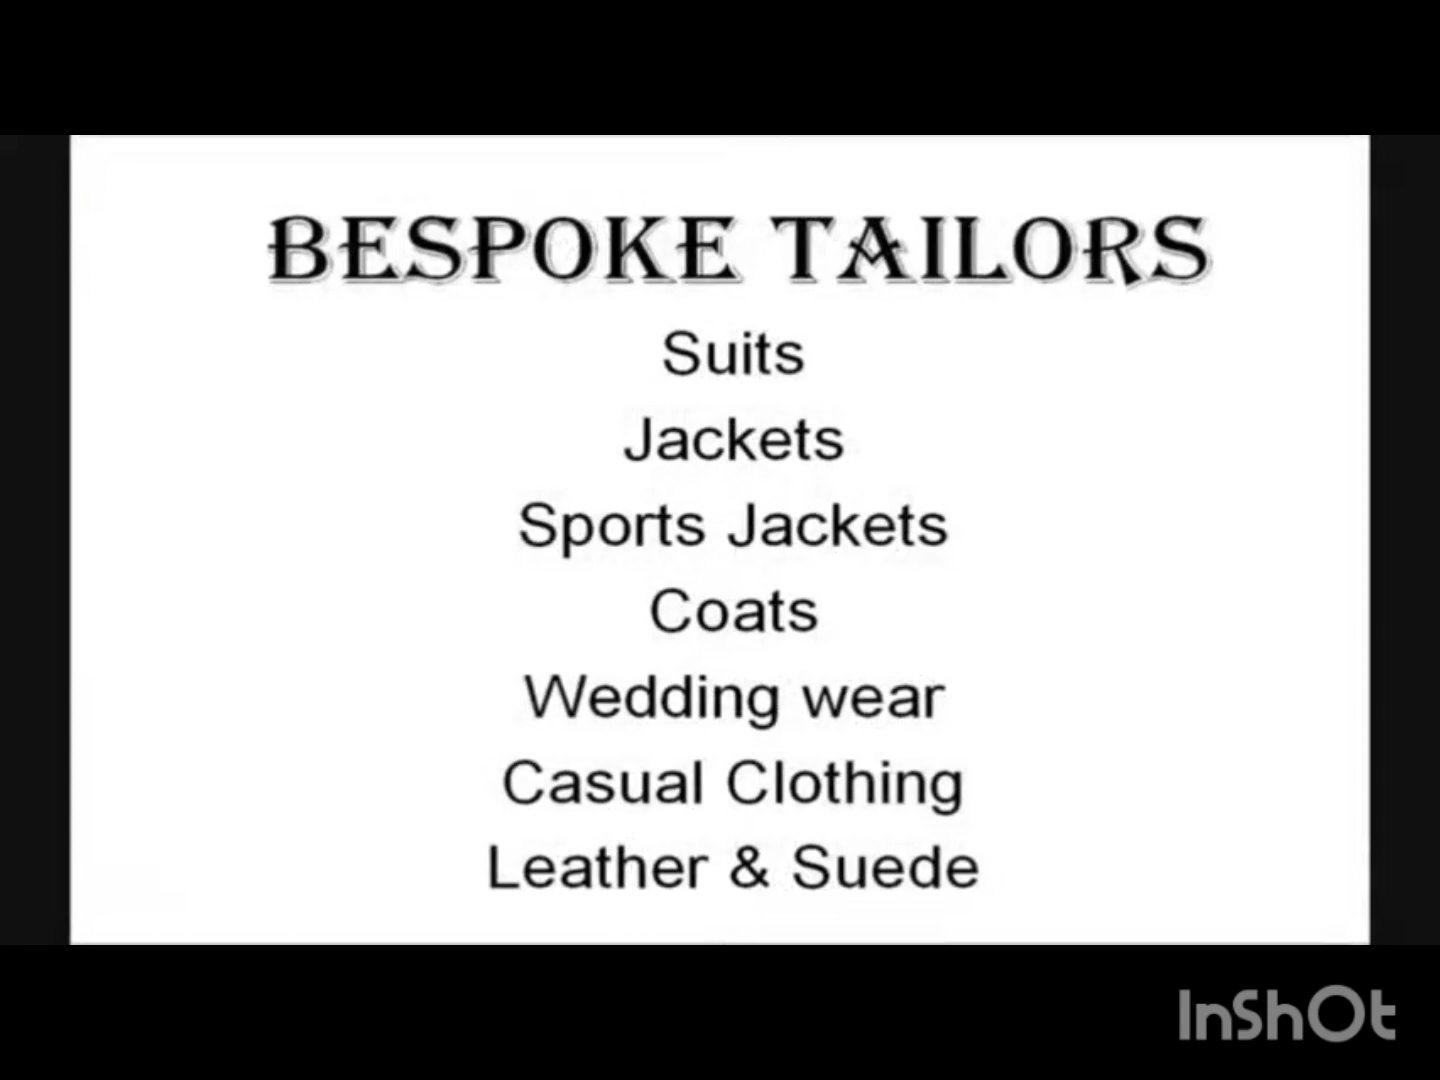 BESPOKE TAILORS
Suits
Jackets
Sports Jackets
Coats
Wedding wear
Casual Clothing
Leather & Suede
InShOt